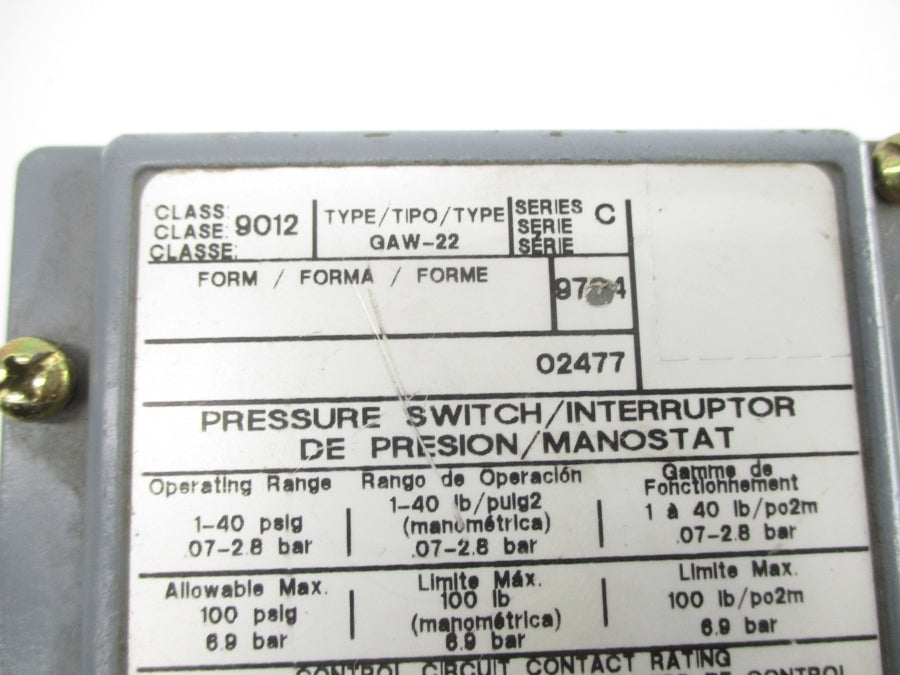 CLASS: CLASE: CLASSE: 9012
TYPE/TIPO/TYPE GAW-22
SERIES SERIE SÉRIE C
FORM / FORMA / FORME
02477
PRESSURE SWITCH/INTERRUPTOR
DE PRESION/MANOSTAT
Operating Range
1-40 psig
.07-2.8 bar
Rango de Operación
1-40 lb/pulg2
(manométrica)
.07-2.8 bar
Gamme de
Fonctionnement
1 à 40 lb/po2m
.07-2.8 bar
Allowable Max.
100 psig
6.9 bar
Limite Máx.
100 lb
(manométrica)
6.9 bar
Limite Max.
100 lb/po2m
6.9 bar
CONTROL CIRCUIT CONTACT RATING
DE CONTROL